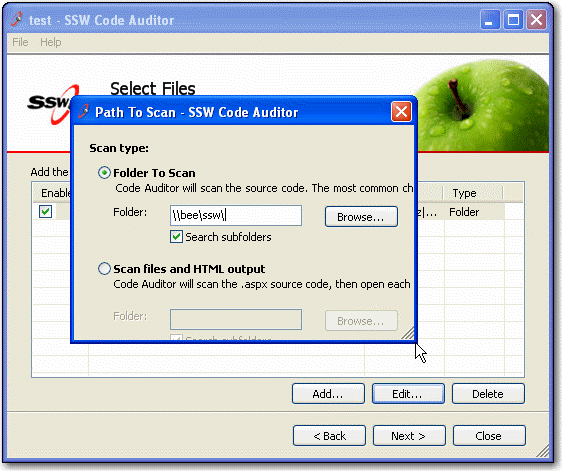 test - SSW Code Auditor
File Help
SSW
Select Files
Path To Scan - SSW Code Auditor
Scan type:
Add the
Folder To Scan
Code Auditor will scan the source code. The most common ch
Enable
Type
Folder:
\\bee\ssw\
Browse...
z|...
Folder
Search subfolders
Scan files and HTML output
Code Auditor will scan the .aspx source code, then open each
Folder:
Browse...
Search subfolders
Add...
Edit...
Delete
< Back
Next >
Close